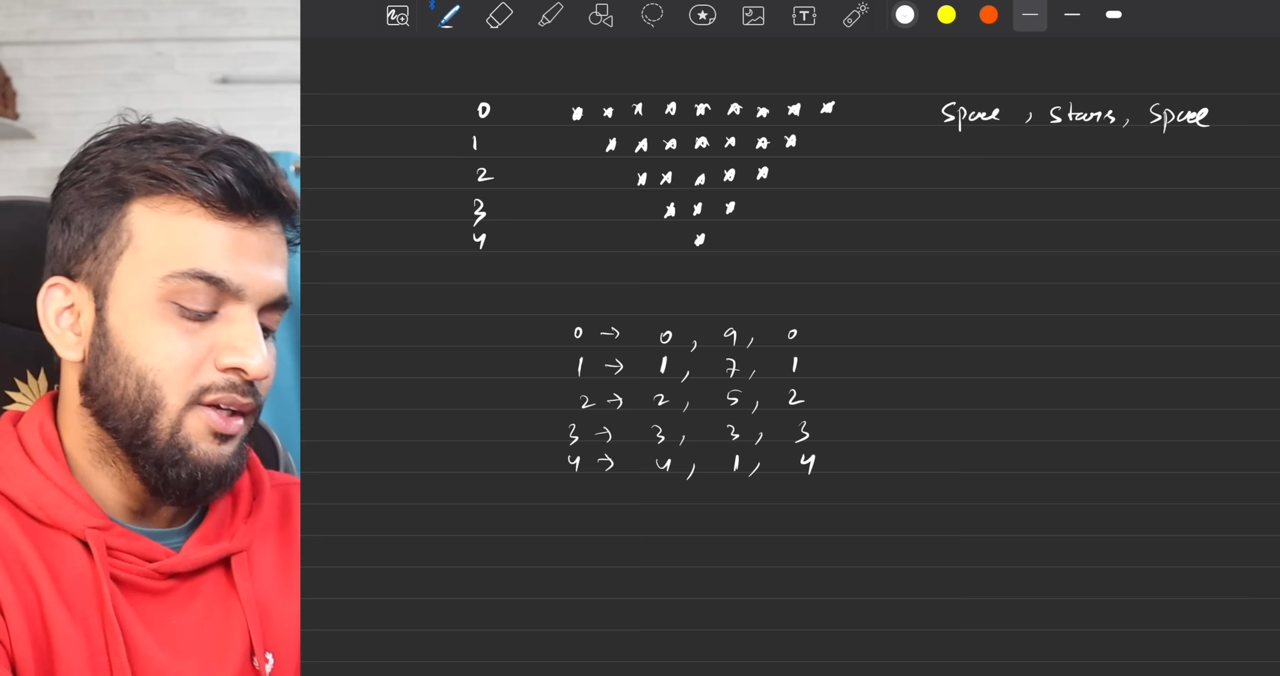 0 * * * * * * * * * Space , Stars, Space
1 * * * * * * *
2 * * * * *
3 * * *
4 *
0 → 0 , 9 , 0
1 → 1 , 7 , 1
2 → 2 , 5 , 2
3 → 3 , 3 , 3
4 → 4 , 1 , 4